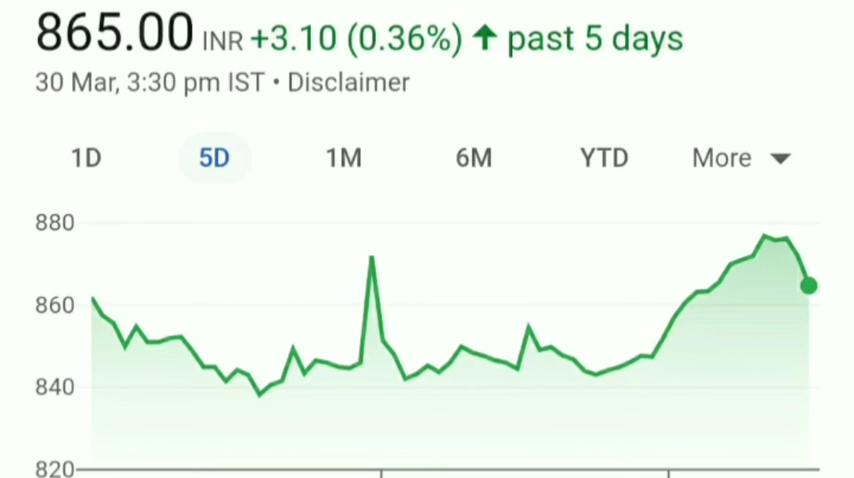 865.00 INR +3.10 (0.36%) ↑ past 5 days
30 Mar, 3:30 pm IST • Disclaimer
1D 5D 1M 6M YTD More
880
860
840
820